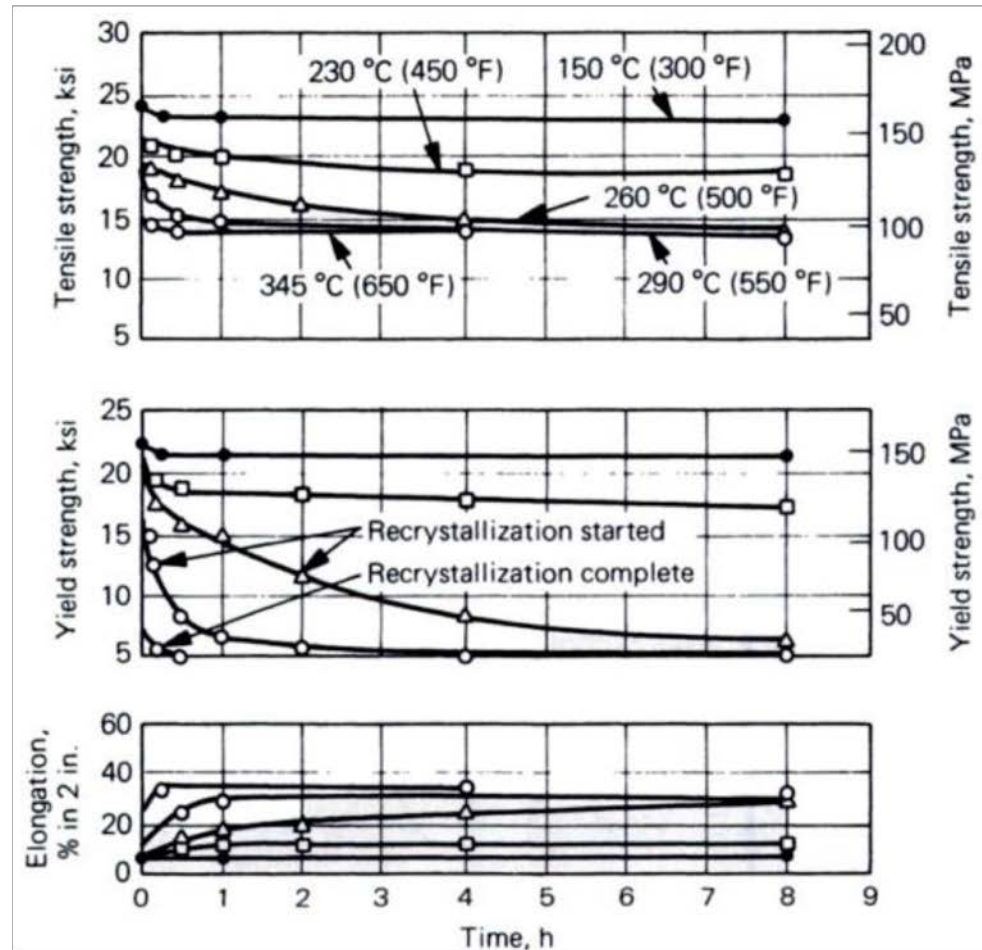 30
25
20
15
10
5
Tensile strength, ksi
230 °C (450 °F)
150 °C (300 °F)
260 °C (500 °F)
345 °C (650 °F)
290 °C (550 °F)
200
150
100
50
Tensile strength, MPa
25
20
15
10
5
Yield strength, ksi
Recrystallization started
Recrystallization complete
150
100
50
Yield strength, MPa
60
40
20
0
Elongation,
% in 2 in.
0 1 2 3 4 5 6 7 8 9
Time, h